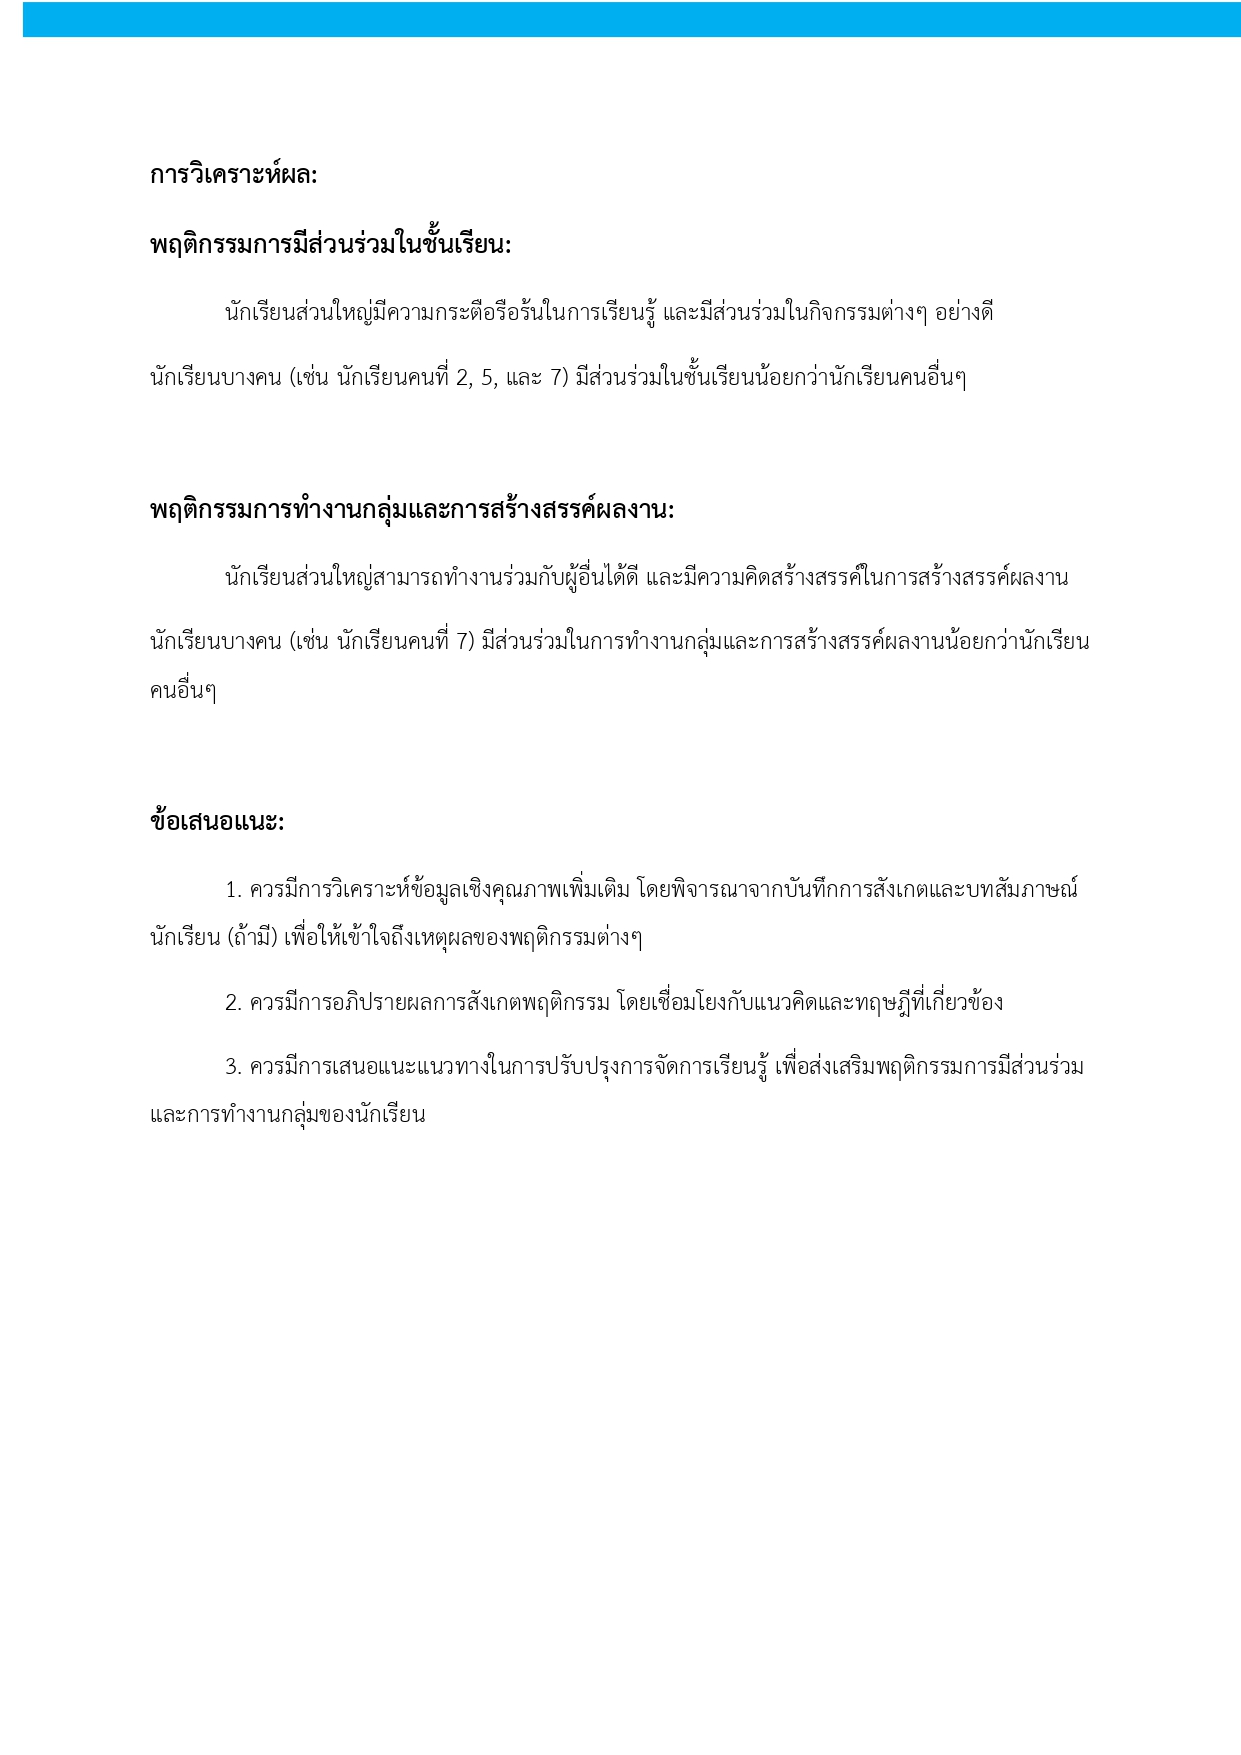 การวิเคราะห์ผล:
พฤติกรรมการมีส่วนร่วมในชั้นเรียน:
นักเรียนส่วนใหญ่มีความกระตือรือร้นในการเรียนรู้ และมีส่วนร่วมในกิจกรรมต่างๆ อย่างดี
นักเรียนบางคน (เช่น นักเรียนคนที่ 2, 5, และ 7) มีส่วนร่วมในชั้นเรียนน้อยกว่านักเรียนคนอื่นๆ
พฤติกรรมการทำงานกลุ่มและการสร้างสรรค์ผลงาน:
นักเรียนส่วนใหญ่สามารถทำงานร่วมกับผู้อื่นได้ดี และมีความคิดสร้างสรรค์ในการสร้างสรรค์ผลงาน
นักเรียนบางคน (เช่น นักเรียนคนที่ 7) มีส่วนร่วมในการทำงานกลุ่มและการสร้างสรรค์ผลงานน้อยกว่านักเรียน
คนอื่นๆ
ข้อเสนอแนะ:
1. ควรมีการวิเคราะห์ข้อมูลเชิงคุณภาพเพิ่มเติม โดยพิจารณาจากบันทึกการสังเกตและบทสัมภาษณ์
นักเรียน (ถ้ามี) เพื่อให้เข้าใจถึงเหตุผลของพฤติกรรมต่างๆ
2. ควรมีการอภิปรายผลการสังเกตพฤติกรรม โดยเชื่อมโยงกับแนวคิดและทฤษฎีที่เกี่ยวข้อง
3. ควรมีการเสนอแนะแนวทางในการปรับปรุงการจัดการเรียนรู้ เพื่อส่งเสริมพฤติกรรมการมีส่วนร่วม
และการทำงานกลุ่มของนักเรียน